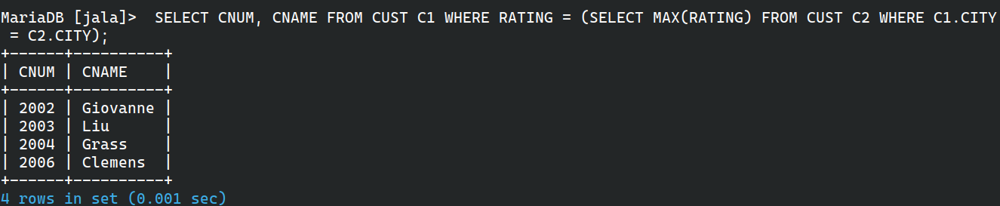 MariaDB [jala]>  SELECT CNUM, CNAME FROM CUST C1 WHERE RATING = (SELECT MAX(RATING) FROM CUST C2 WHERE C1.CITY
 = C2.CITY);
+------+----------+
| CNUM | CNAME    |
+------+----------+
| 2002 | Giovanne |
| 2003 | Liu      |
| 2004 | Grass    |
| 2006 | Clemens  |
+------+----------+
4 rows in set (0.001 sec)